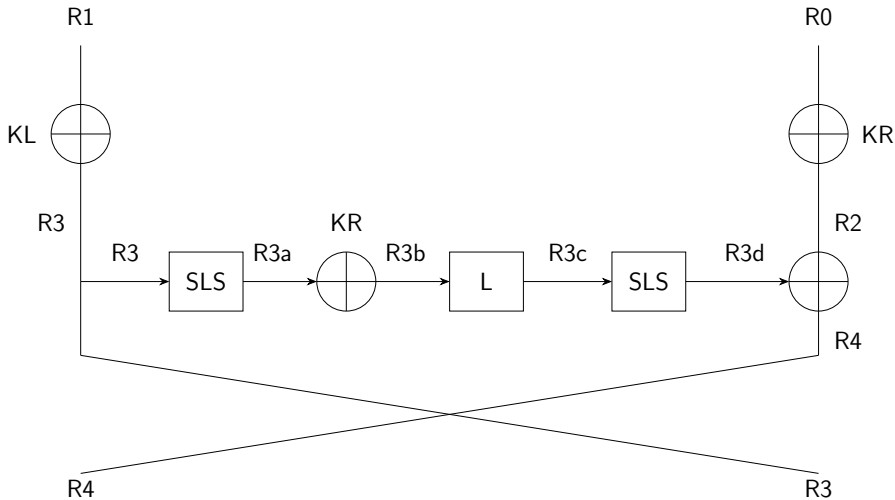 R1 R0
KL KR
R3 KR R2
R3 SLS R3a R3b L R3c SLS R3d
R4
R4 R3